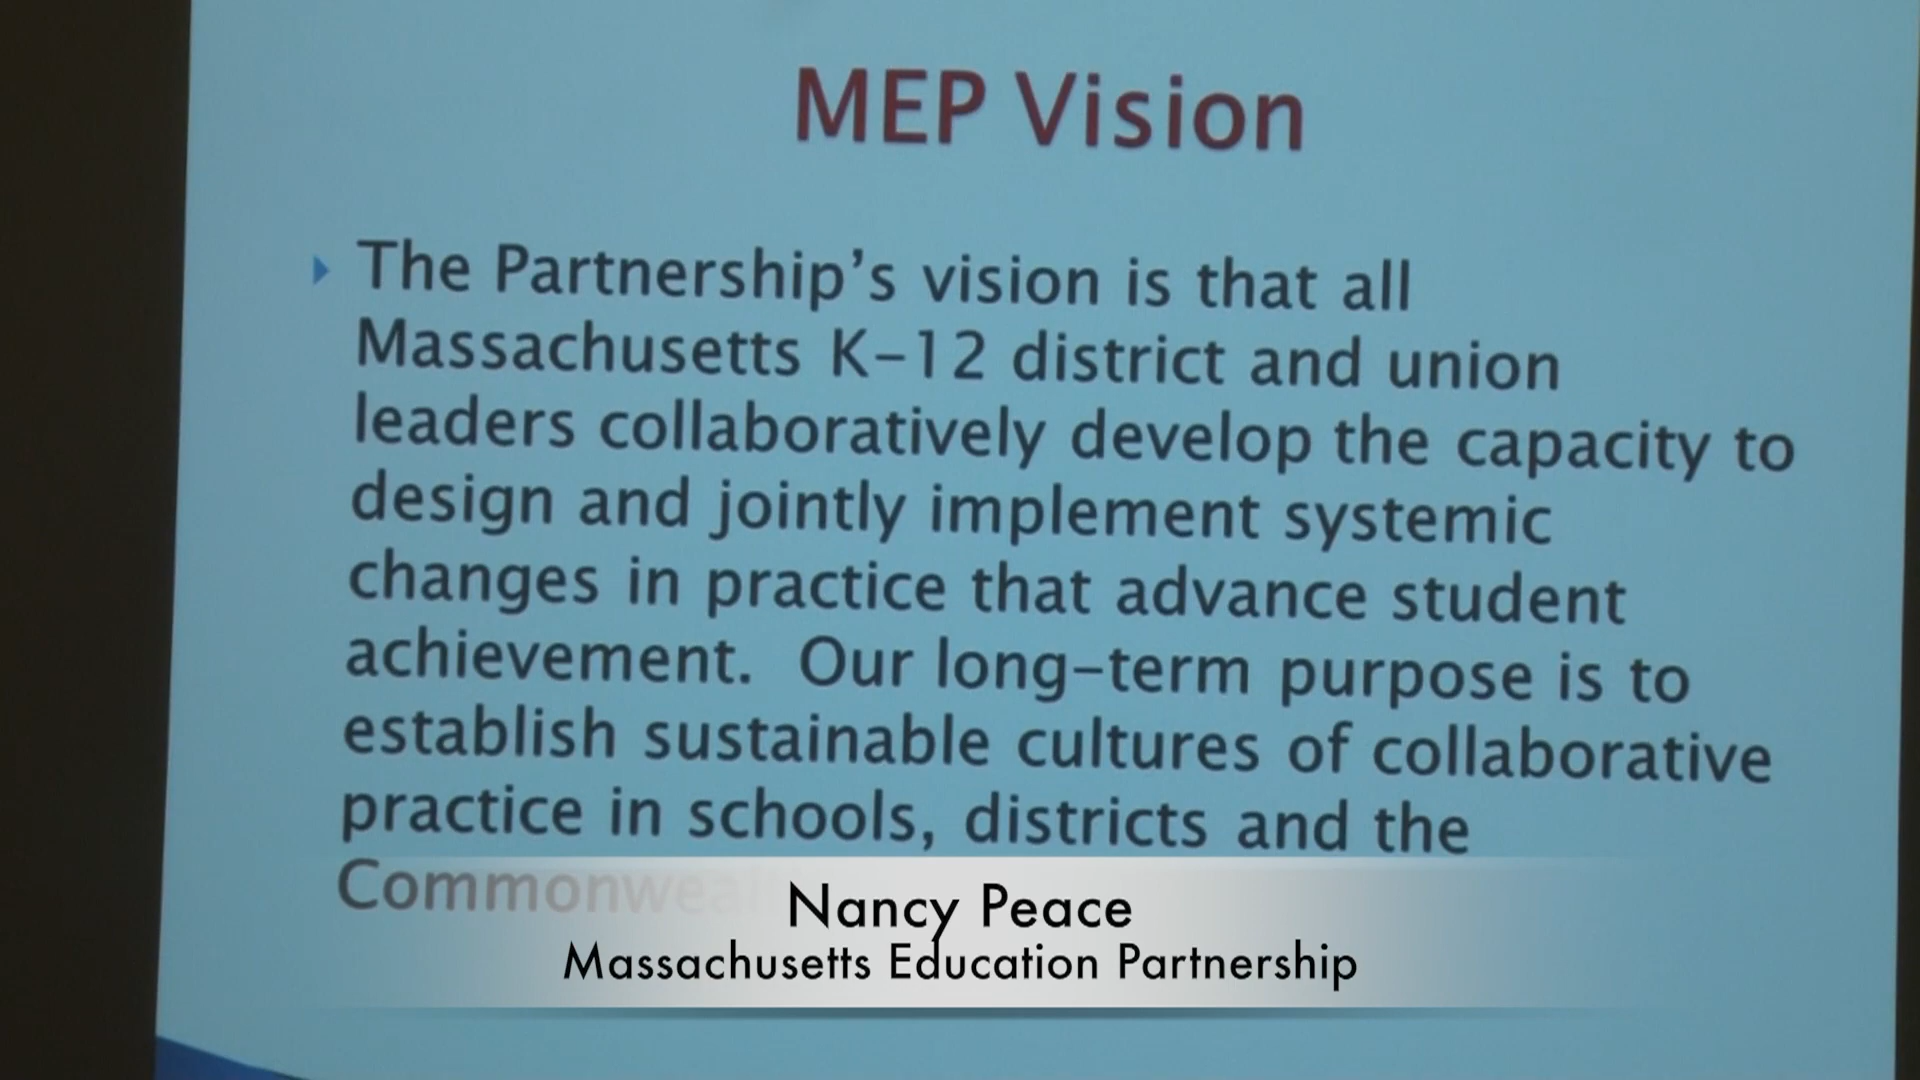 MEP Vision
The Partnership's vision is that all
Massachusetts K-12 district and union
leaders collaboratively develop the capacity to
design and jointly implement systemic
changes in practice that advance student
achievement. Our long-term purpose is to
establish sustainable cultures of collaborative
practice in schools, districts and the
Nancy Peace
Massachusetts Education Partnership